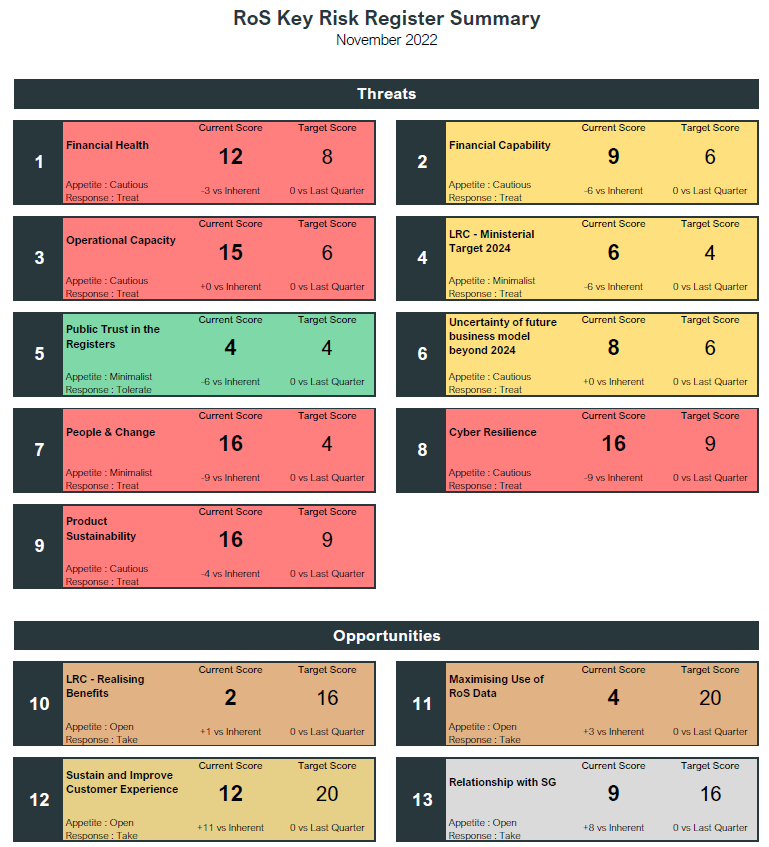 RoS Key Risk Register Summary
November 2022
Threats
1
Financial Health
Current Score
Target Score
12
8
Appetite : Cautious
Response : Treat
-3 vs Inherent
0 vs Last Quarter
2
Financial Capability
Current Score
Target Score
9
6
Appetite : Cautious
Response : Treat
-6 vs Inherent
0 vs Last Quarter
3
Operational Capacity
Current Score
Target Score
15
6
Appetite : Cautious
Response : Treat
+0 vs Inherent
0 vs Last Quarter
4
LRC - Ministerial
Target 2024
Current Score
Target Score
6
4
Appetite : Minimalist
Response : Treat
-6 vs Inherent
0 vs Last Quarter
5
Public Trust in the
Registers
Current Score
Target Score
4
4
Appetite : Minimalist
Response : Tolerate
-6 vs Inherent
0 vs Last Quarter
6
Uncertainty of future
business model
beyond 2024
Current Score
Target Score
8
6
Appetite : Cautious
Response : Treat
+0 vs Inherent
0 vs Last Quarter
7
People & Change
Current Score
Target Score
16
4
Appetite : Minimalist
Response : Treat
-9 vs Inherent
0 vs Last Quarter
8
Cyber Resilience
Current Score
Target Score
16
9
Appetite : Cautious
Response : Treat
-9 vs Inherent
0 vs Last Quarter
9
Product
Sustainability
Current Score
Target Score
16
9
Appetite : Cautious
Response : Treat
-4 vs Inherent
0 vs Last Quarter
Opportunities
10
LRC - Realising
Benefits
Current Score
Target Score
2
16
Appetite : Open
Response : Take
+1 vs Inherent
0 vs Last Quarter
11
Maximising Use of
RoS Data
Current Score
Target Score
4
20
Appetite : Open
Response : Take
+3 vs Inherent
0 vs Last Quarter
12
Sustain and Improve
Customer Experience
Current Score
Target Score
12
20
Appetite : Open
Response : Take
+11 vs Inherent
0 vs Last Quarter
13
Relationship with SG
Current Score
Target Score
9
16
Appetite : Open
Response : Take
+8 vs Inherent
0 vs Last Quarter